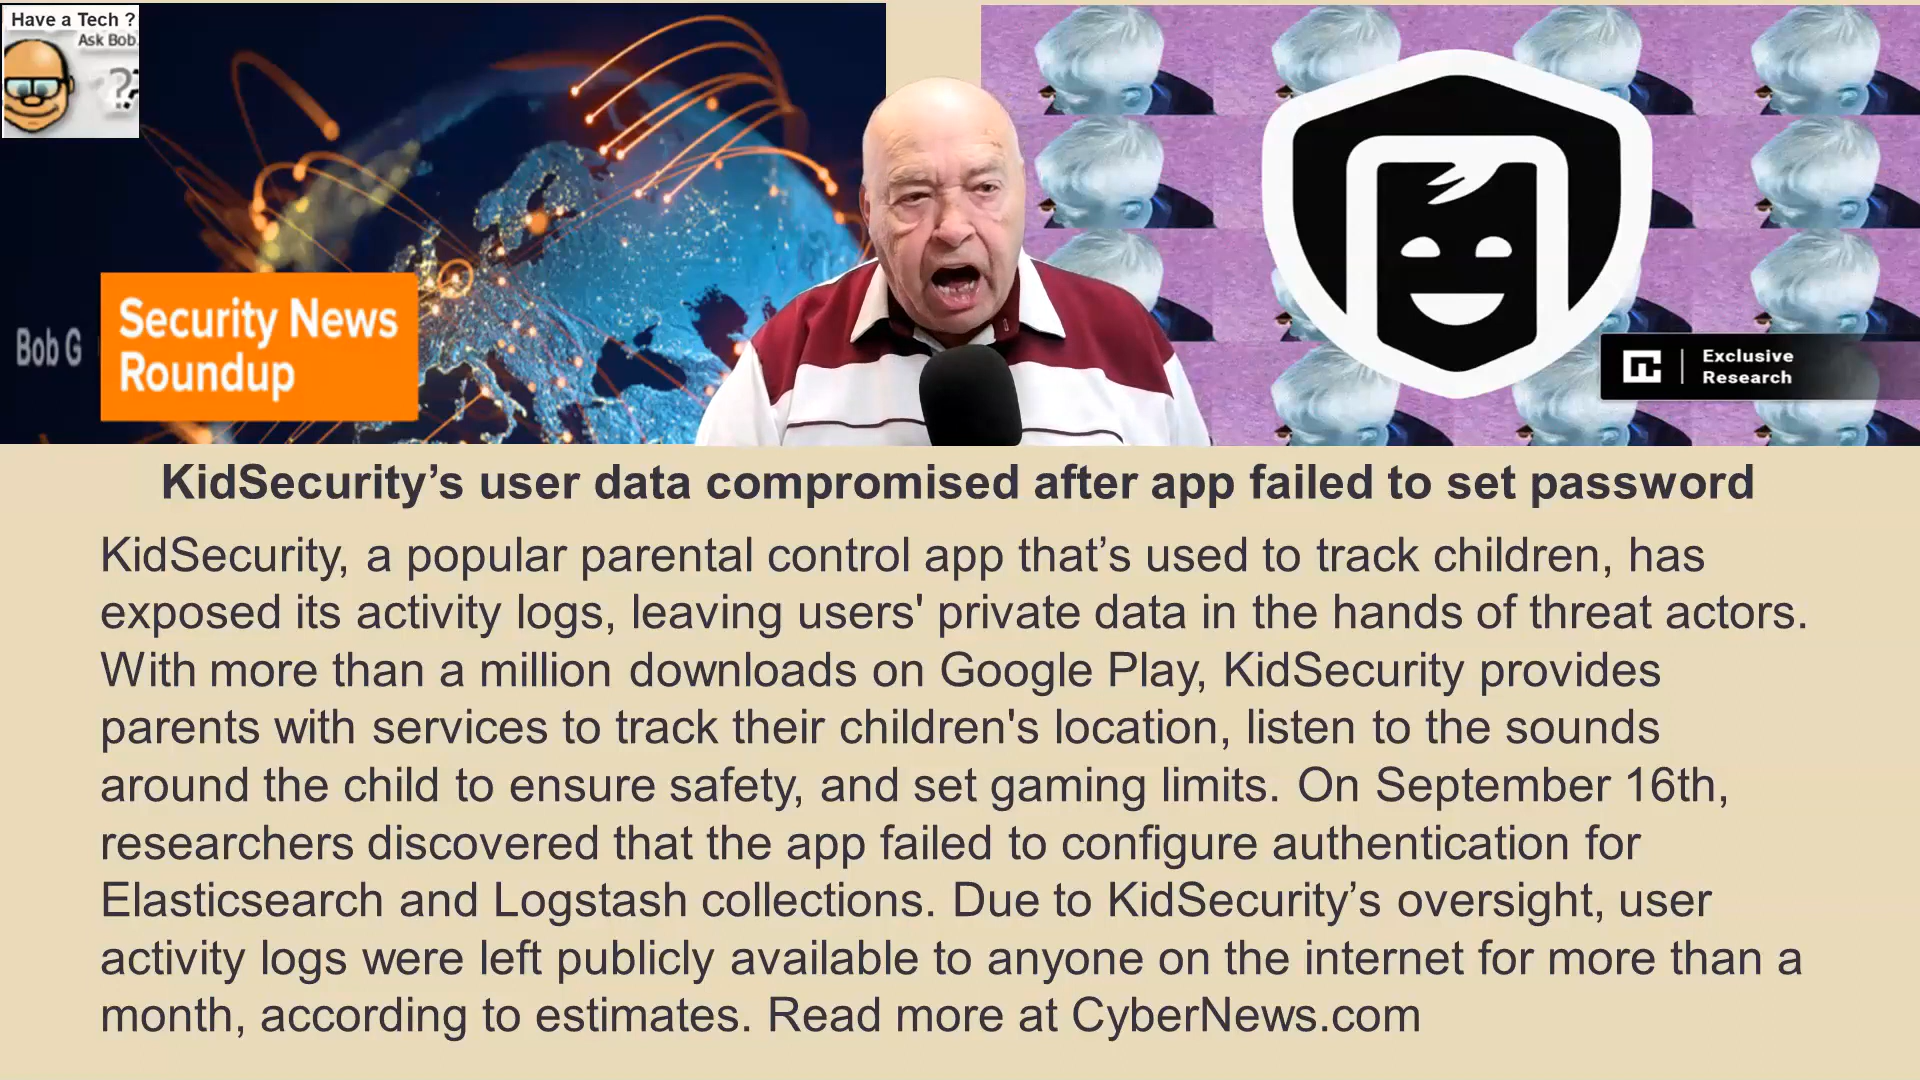 Have a Tech ?
Ask Bob.
??
Bob G
Security News
Roundup
Exclusive
Research
KidSecurity’s user data compromised after app failed to set password
KidSecurity, a popular parental control app that’s used to track children, has
exposed its activity logs, leaving users' private data in the hands of threat actors.
With more than a million downloads on Google Play, KidSecurity provides
parents with services to track their children's location, listen to the sounds
around the child to ensure safety, and set gaming limits. On September 16th,
researchers discovered that the app failed to configure authentication for
Elasticsearch and Logstash collections. Due to KidSecurity’s oversight, user
activity logs were left publicly available to anyone on the internet for more than a
month, according to estimates. Read more at CyberNews.com